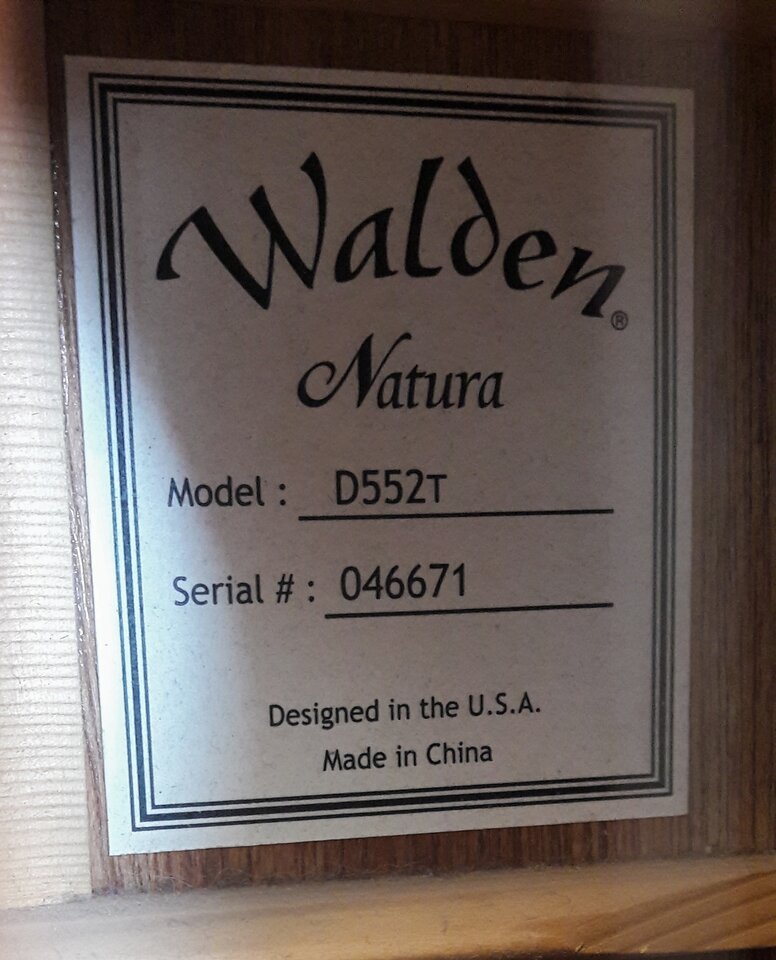 Walden®
Natura
Model : D552T
Serial # : 046671
Designed in the U.S.A.
Made in China